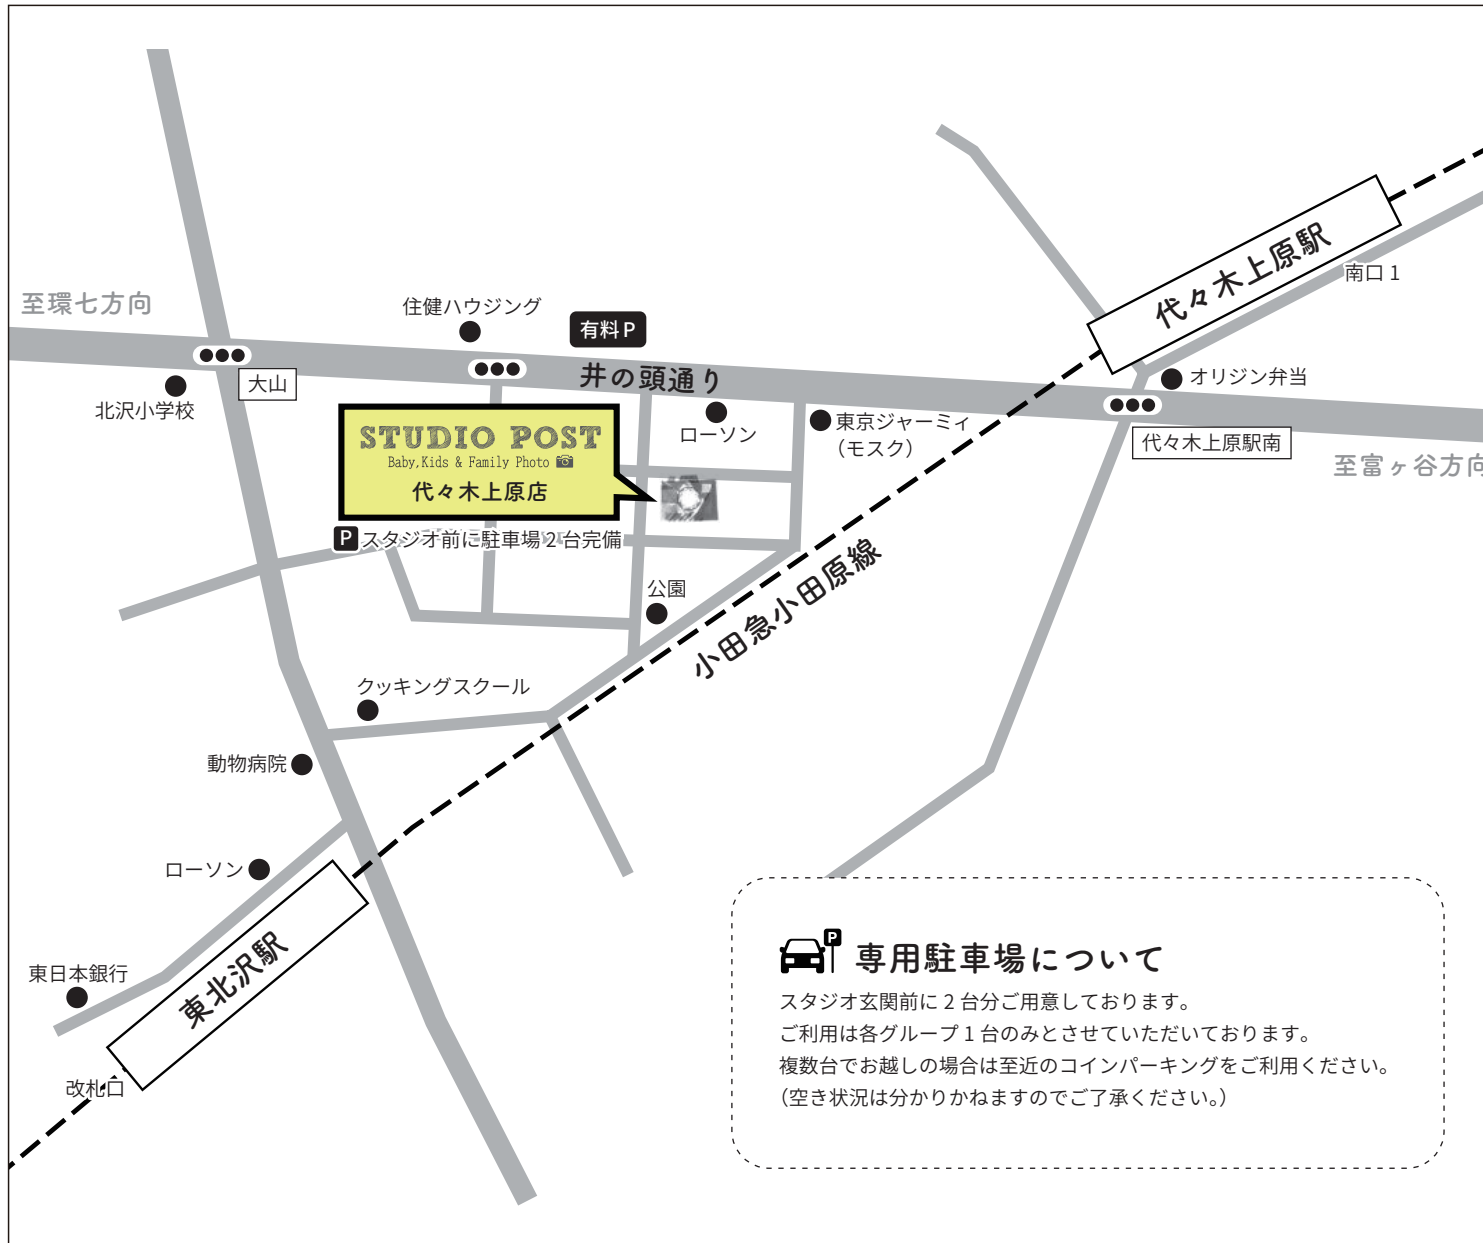 代々木上原駅
南口 1
至環七方向
住健ハウジング
有料 P
井の頭通り
大山
北沢小学校
オリジン弁当
ローソン
東京ジャーミィ
（モスク）
代々木上原駅南
至富ヶ谷方向
STUDIO POST
Baby,Kids & Family Photo
代々木上原店
P スタジオ前に駐車場 2 台完備
小田急小田原線
公園
クッキングスクール
動物病院
ローソン
東北沢駅
東日本銀行
改札口
P
専用駐車場について
スタジオ玄関前に 2 台分ご用意しております。
ご利用は各グループ 1 台のみとさせていただいております。
複数台でお越しの場合は至近のコインパーキングをご利用ください。
（空き状況は分かりかねますのでご了承ください。）